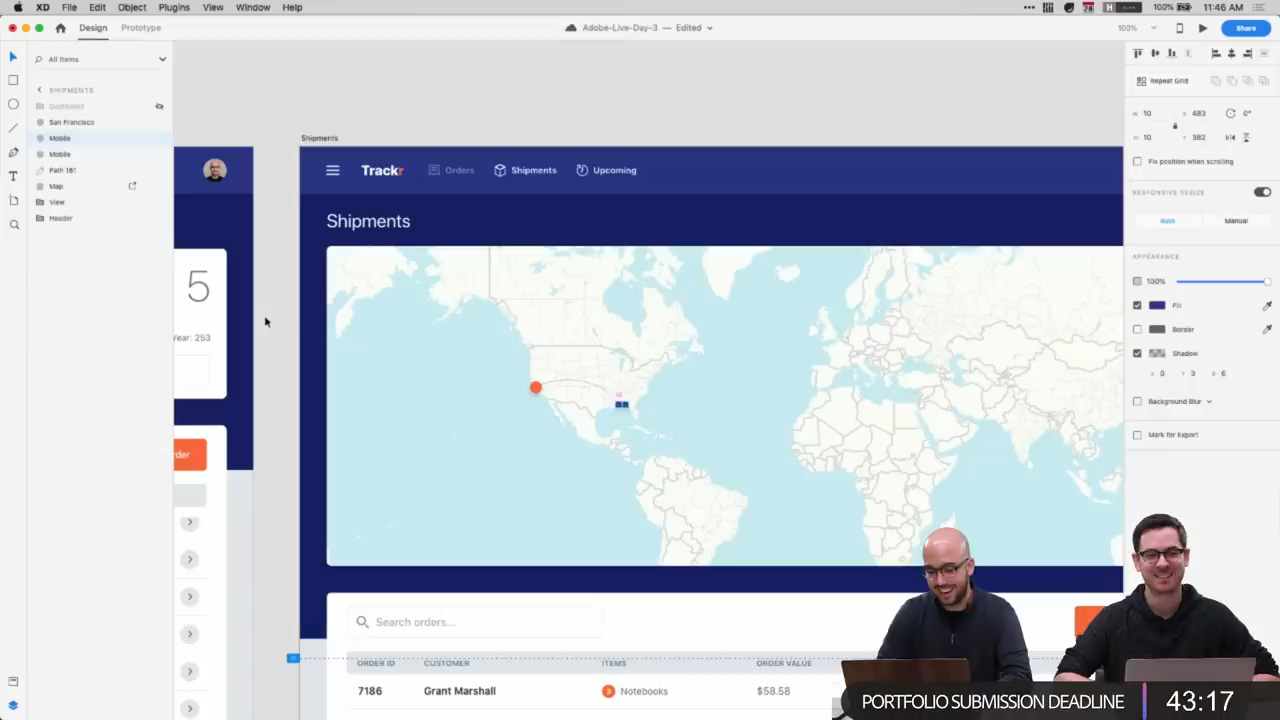 XD File Edit Object Plugins View Window Help
100% 11:46 AM
Design Prototype
Adobe-Live-Day-3 — Edited
100%
Share
All Items
SHIPMENTS
Dashboard
San Francisco
Mobile
Mobile
Path 181
Map
View
Header
5
Year: 253
der
Shipments
Trackr Orders Shipments Upcoming
Shipments
Search orders...
ORDER ID CUSTOMER ITEMS ORDER VALUE
7186 Grant Marshall 3 Notebooks $58.58
Repeat Grid
W 10 X 483 0°
H 10 Y 382
Fix position when scrolling
RESPONSIVE RESIZE
Auto Manual
APPEARANCE
100%
Fill
Border
Shadow
X 0 Y 3 B 6
Background Blur
Mark for Export
PORTFOLIO SUBMISSION DEADLINE 43:17